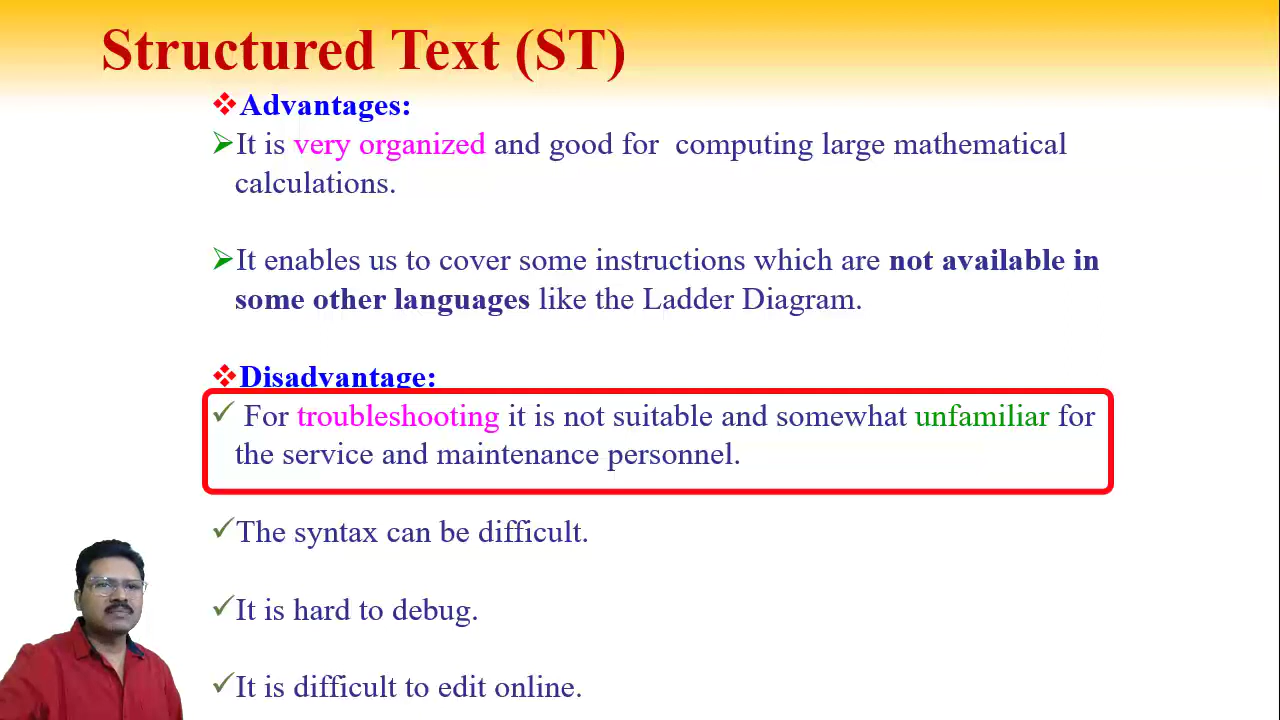 Structured Text (ST)
Advantages:
It is very organized and good for computing large mathematical
calculations.
It enables us to cover some instructions which are not available in
some other languages like the Ladder Diagram.
Disadvantage:
For troubleshooting it is not suitable and somewhat unfamiliar for
the service and maintenance personnel.
The syntax can be difficult.
It is hard to debug.
It is difficult to edit online.